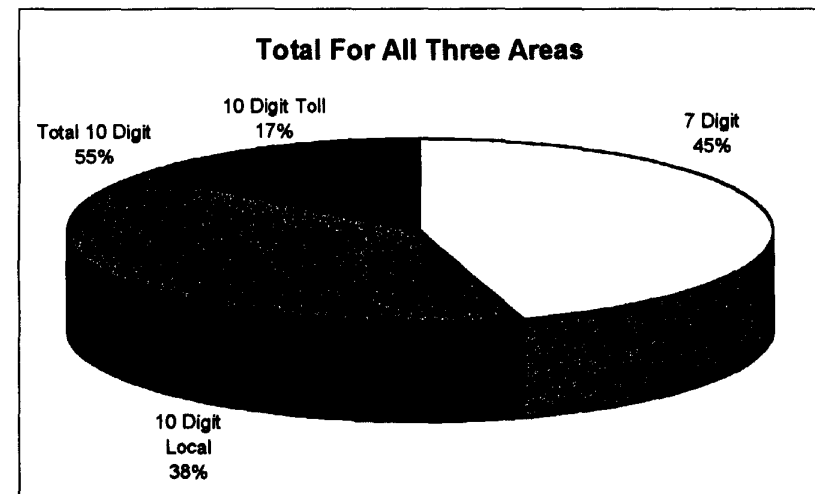 Total For All Three Areas
10 Digit Toll
17%
Total 10 Digit
55%
7 Digit
45%
10 Digit
Local
38%